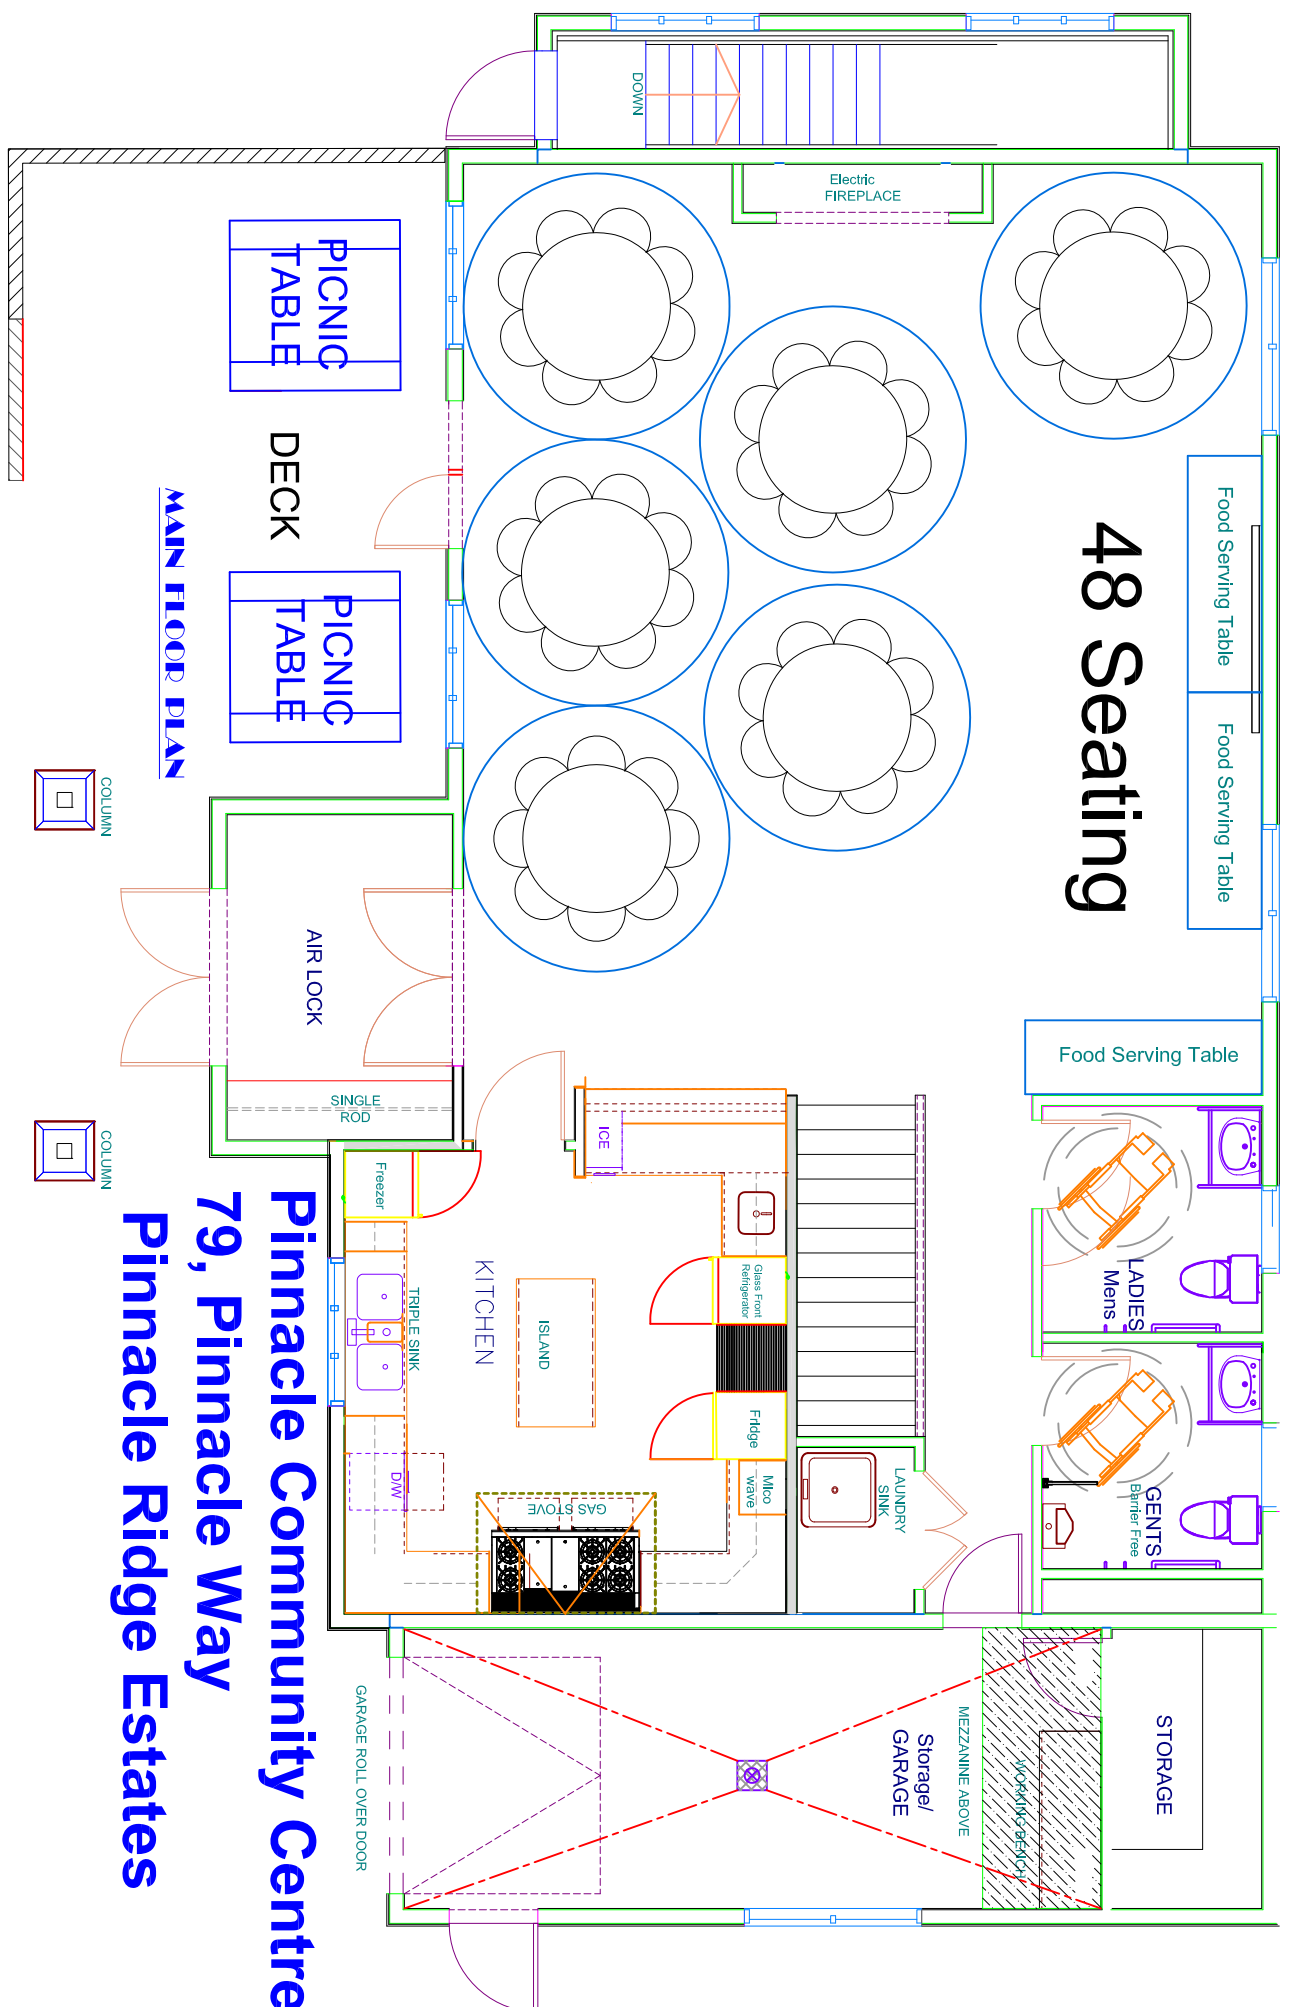 DOWN
Electric
FIREPLACE
PICNIC
TABLE
DECK
MAIN FLOOR PLAN
PICNIC
TABLE
48 Seating
Food Serving Table
Food Serving Table
Food Serving Table
COLUMN
COLUMN
AIR LOCK
SINGLE
ROD
ICE
Freezer
KITCHEN
TRIPLE SINK
ISLAND
Glass Front
Refrigerator
Fridge
Mico
wave
D/W
GAS STOVE
LAUNDRY
SINK
LADIES
Mens
GENTS
Barrier Free
Pinnacle Community Centre
79, Pinnacle Way
Pinnacle Ridge Estates
GARAGE ROLL OVER DOOR
Storage/
GARAGE
MEZZANINE ABOVE
WORKING BENCH
STORAGE